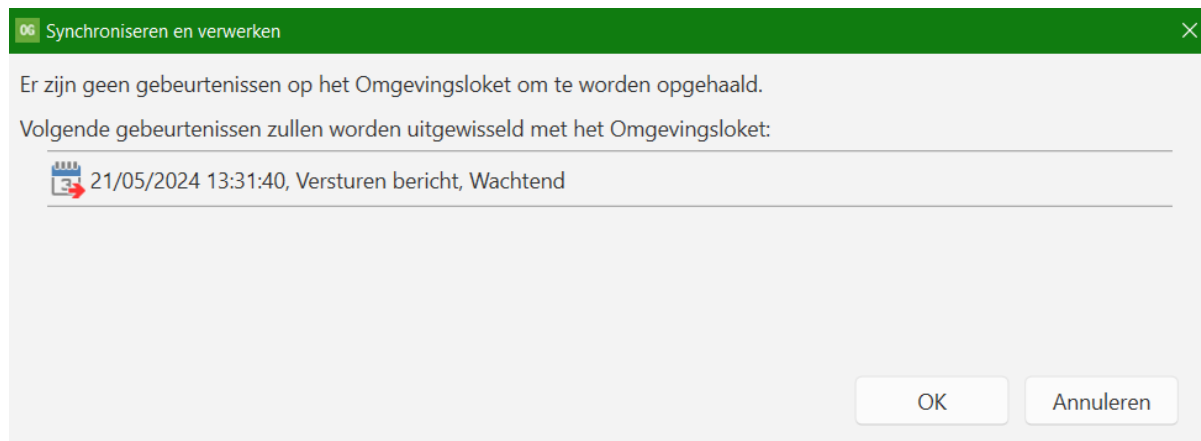 OG Synchroniseren en verwerken
Er zijn geen gebeurtenissen op het Omgevingsloket om te worden opgehaald.
Volgende gebeurtenissen zullen worden uitgewisseld met het Omgevingsloket:
3 21/05/2024 13:31:40, Versturen bericht, Wachtend
OK Annuleren